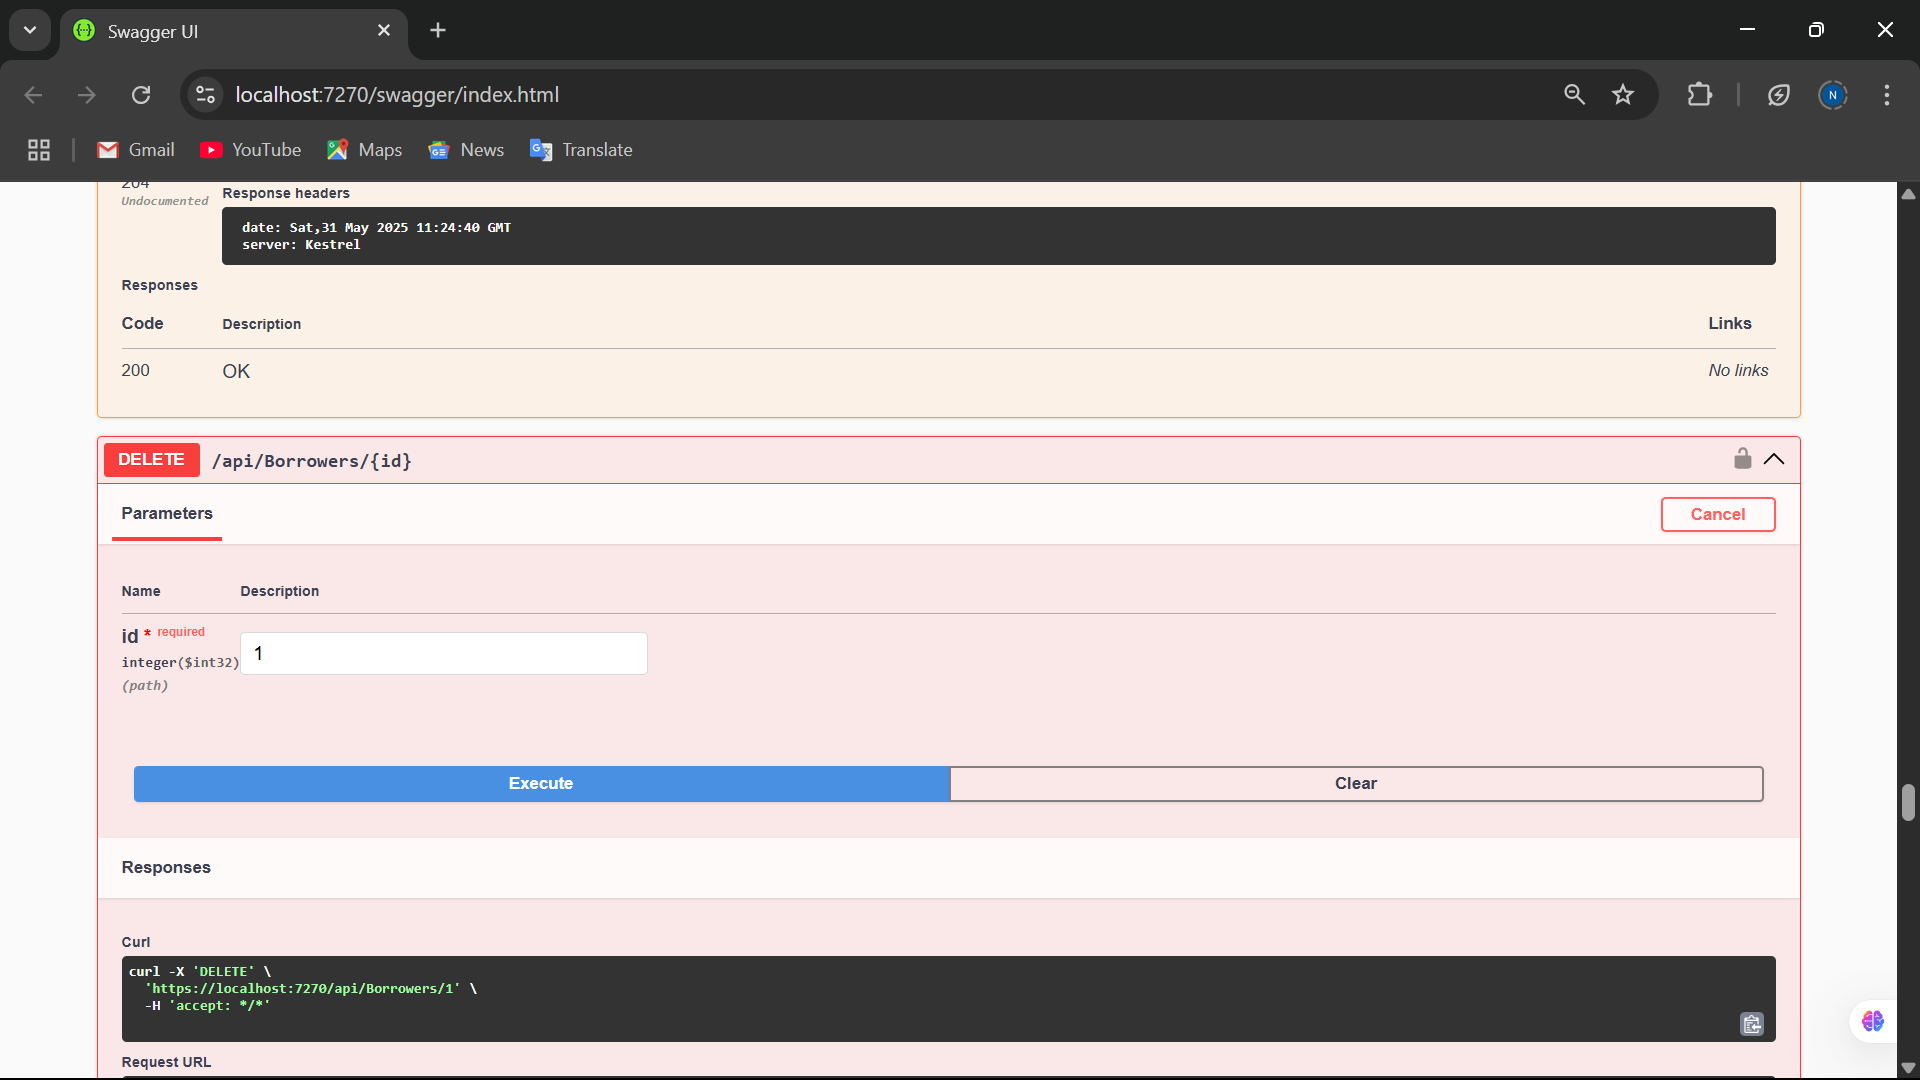 Swagger UI
localhost:7270/swagger/index.html
N
Gmail
YouTube
Maps
News
Translate
204
Undocumented
Response headers
date: Sat,31 May 2025 11:24:40 GMT
server: Kestrel
Responses
Code Description Links
200 OK No links
DELETE /api/Borrowers/{id}
Parameters
Cancel
Name Description
id * required
integer($int32)
(path)
1
Execute Clear
Responses
Curl
curl -X 'DELETE' \
'https://localhost:7270/api/Borrowers/1' \
-H 'accept: */*'
Request URL